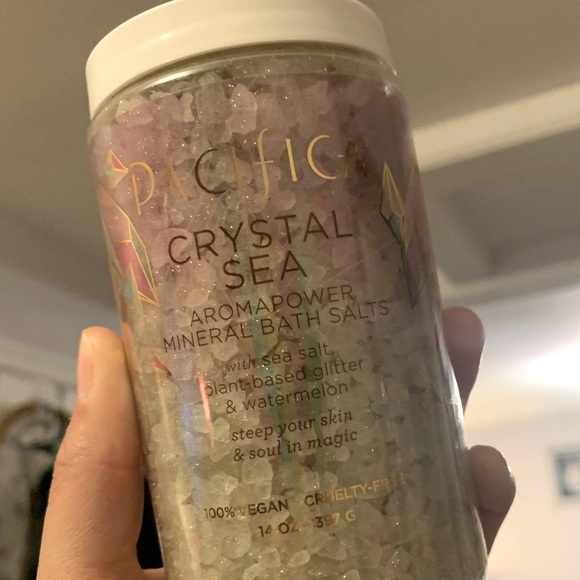 PACIFICA
CRYSTAL
SEA
AROMAPOWER
MINERAL BATH SALTS
with sea salt,
plant-based glitter
& watermelon
steep your skin
& soul in magic
100% VEGAN CRUELTY-FREE
14 OZ 397 G